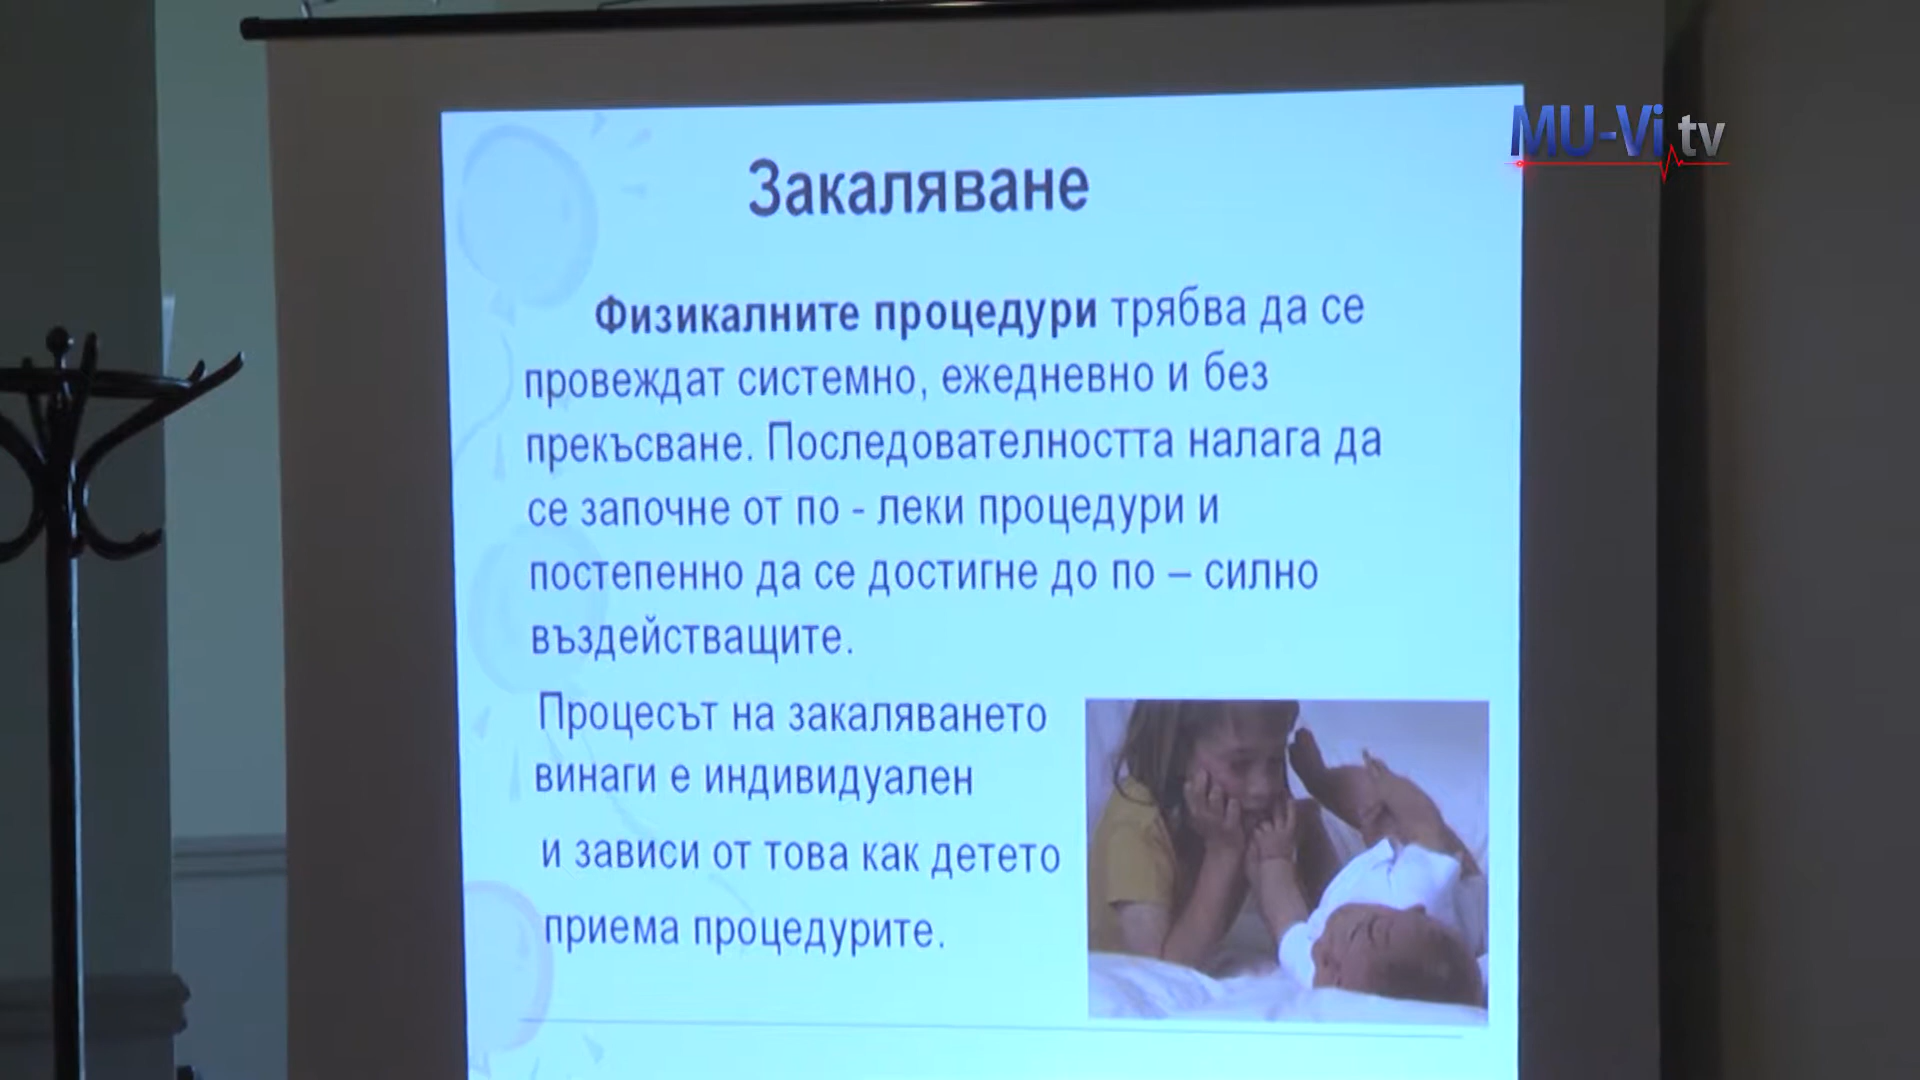 MU-Vi.tv
Закаляване
Физикалните процедури трябва да се
провеждат системно, ежедневно и без
прекъсване. Последователността налага да
се започне от по - леки процедури и
постепенно да се достигне до по – силно
въздействащите.
Процесът на закаляването
винаги е индивидуален
и зависи от това как детето
приема процедурите.